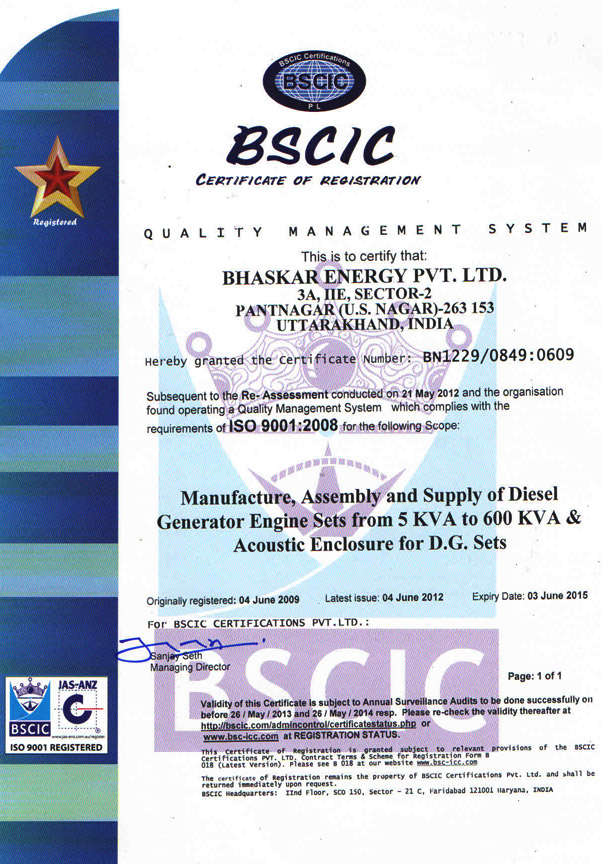 BSCIC Certifications
BSCIC
P L
BSCIC
CERTIFICATE OF REGISTRATION
Registered
QUALITY MANAGEMENT SYSTEM
This is to certify that:
BHASKAR ENERGY PVT. LTD.
3A, IIE, SECTOR-2
PANTNAGAR (U.S. NAGAR)-263 153
UTTARAKHAND, INDIA
Hereby granted the Certificate Number: BN1229/0849:0609
Subsequent to the Re- Assessment conducted on 21 May 2012 and the organisation
found operating a Quality Management System which complies with the
requirements of ISO 9001:2008 for the following Scope:
Manufacture, Assembly and Supply of Diesel
Generator Engine Sets from 5 KVA to 600 KVA &
Acoustic Enclosure for D.G. Sets
Originally registered: 04 June 2009 Latest issue: 04 June 2012 Expiry Date: 03 June 2015
For BSCIC CERTIFICATIONS PVT.LTD.:
Sanjay Seth
Managing Director
BSCIC
Page: 1 of 1
JAS-ANZ
BSCIC
www.jas-anz.com.au/register
ISO 9001 REGISTERED
Validity of this Certificate is subject to Annual Surveillance Audits to be done successfully on
before 26 / May / 2013 and 26 / May / 2014 resp. Please re-check the validity thereafter at
http://bscic.com/admincontrol/certificatestatus.php or
www.bsc-icc.com at REGISTRATION STATUS.
This Certificate of Registration is granted subject to relevant provisions of the BSCIC
Certifications PVT. LTD. Contract Terms & Scheme for Registration Form B
018 (Latest Version). Please see B 018 at our website www.bsc-icc.com
The certificate of Registration remains the property of BSCIC Certifications Pvt. Ltd. and shall be
returned immediately upon request.
BSCIC Headquarters: IInd Floor, SCO 150, Sector - 21 C, Faridabad 121001 Haryana, INDIA